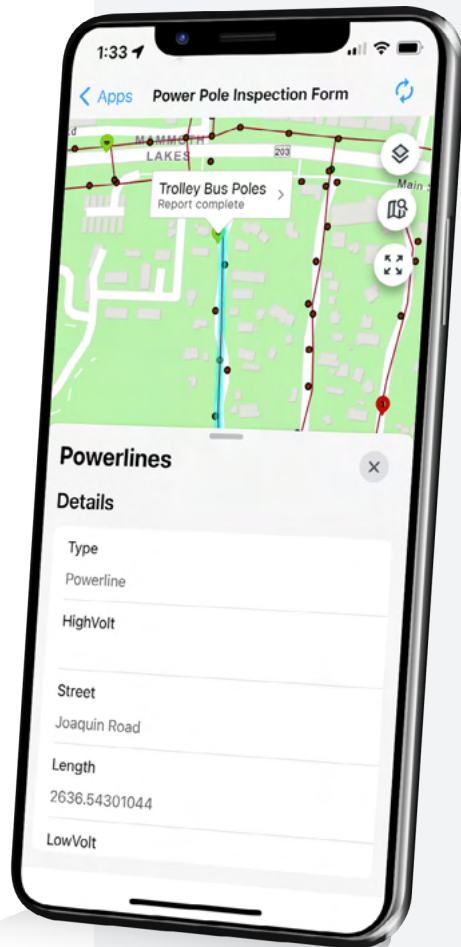 1:33
Apps
Power Pole Inspection Form
MAMMOTH
LAKES
203
Main
Trolley Bus Poles
Report complete
Powerlines
Details
Type
Powerline
HighVolt
Street
Joaquin Road
Length
2636.54301044
LowVolt